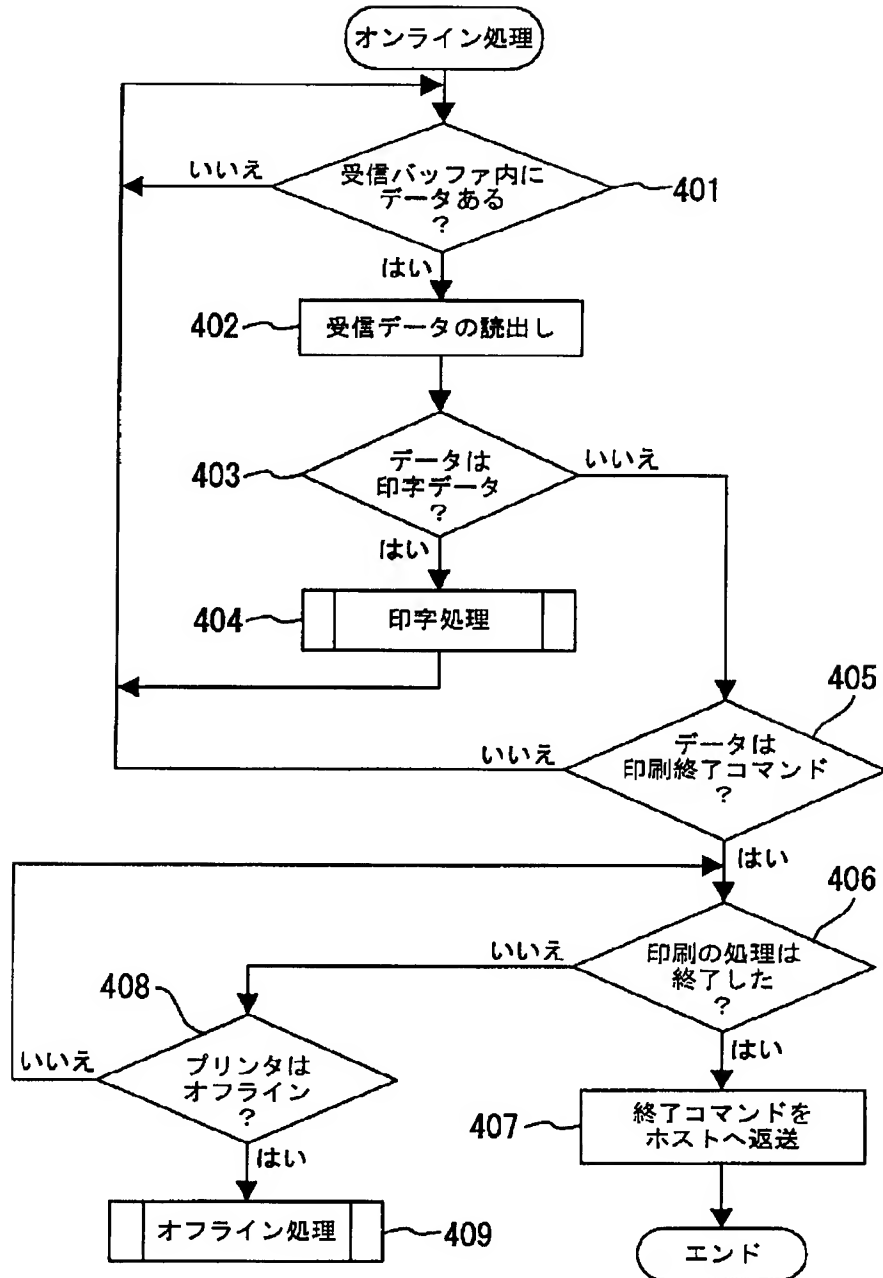 オンライン処理
いいえ
受信バッファ内に
データある
?
401
はい
402
受信データの読出し
403
データは
印字データ
?
いいえ
はい
404
印字処理
405
いいえ
データは
印刷終了コマンド
?
はい
406
いいえ
印刷の処理は
終了した
?
408
いいえ
プリンタは
オフライン
?
はい
はい
407
終了コマンドを
ホストへ返送
オフライン処理
409
エンド